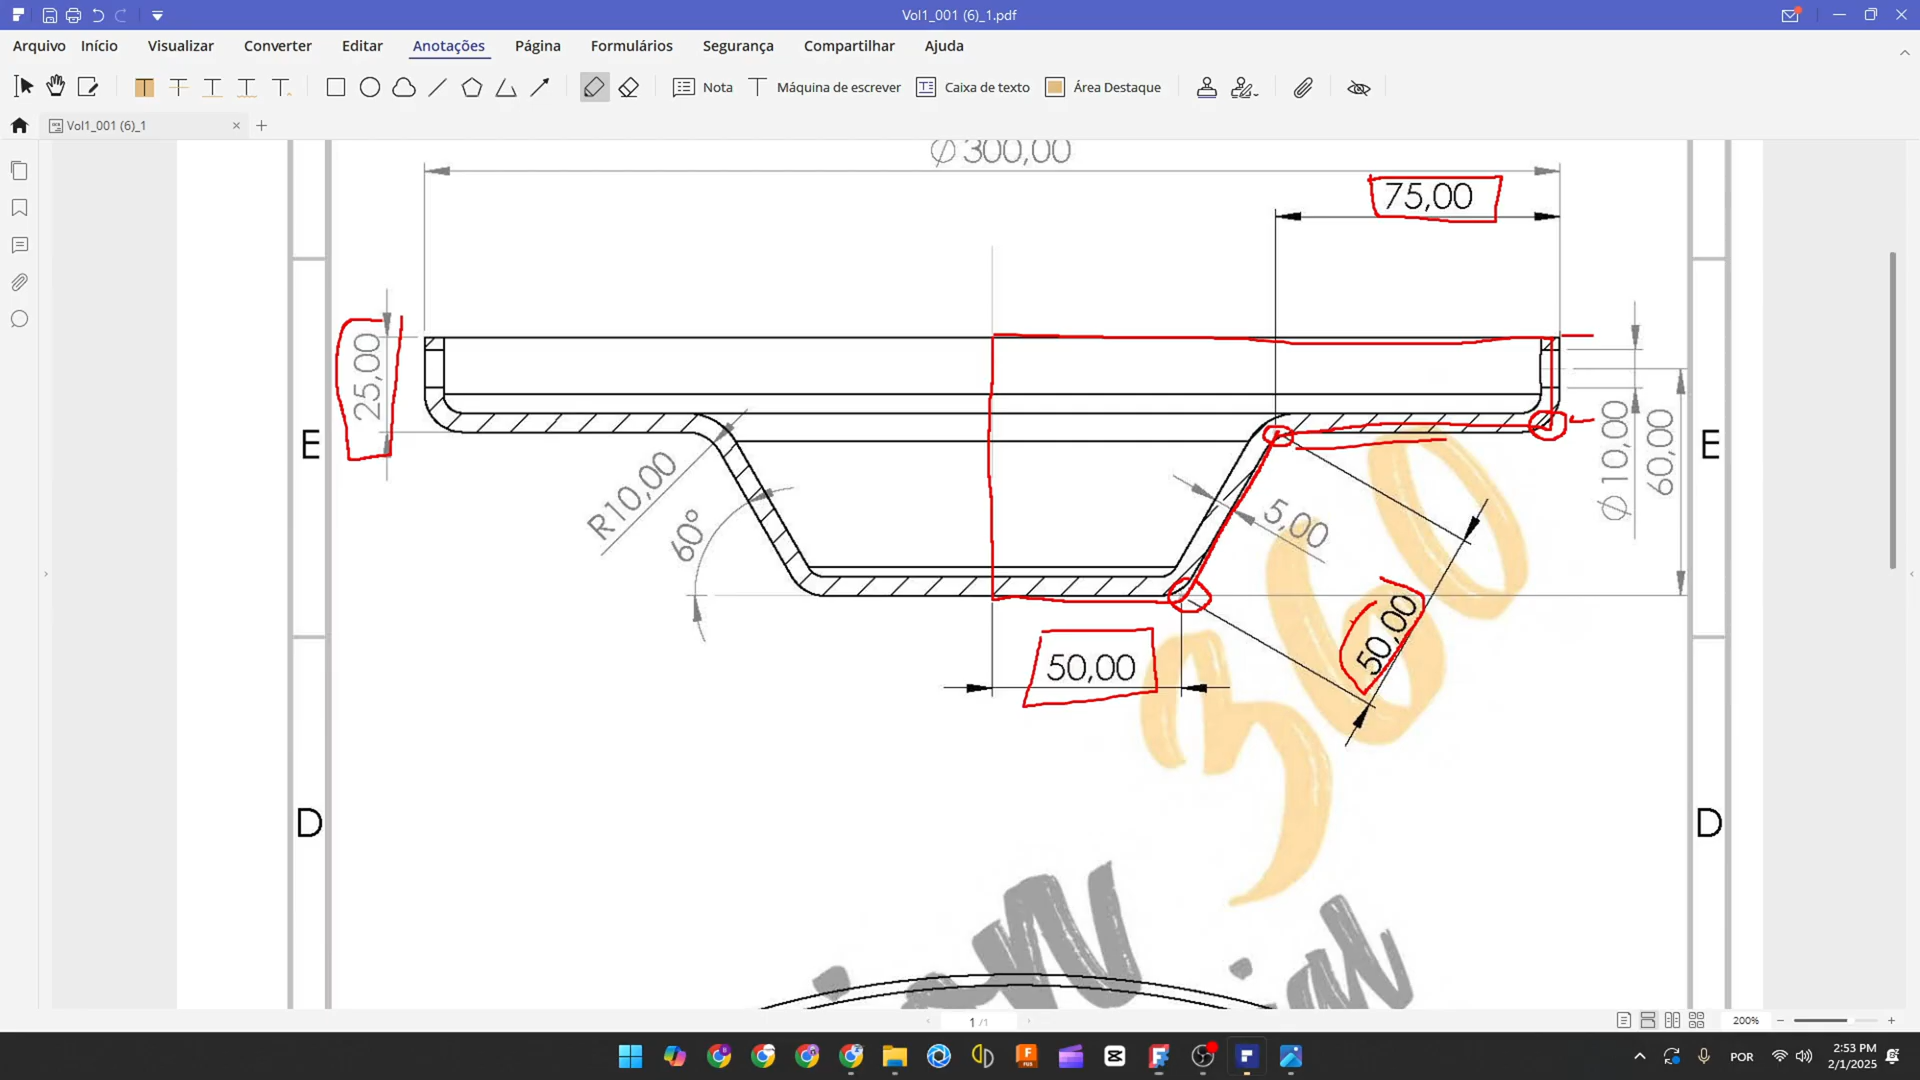 Vol1_001 (6)_1.pdf
Arquivo Início Visualizar Converter Editar Anotações Página Formulários Segurança Compartilhar Ajuda
Nota Máquina de escrever Caixa de texto Área Destaque
Vol1_001 (6)_1
∅ 300,00
75,00
25,00
E
E
R10,00
60°
5,00
∅ 10,00
60,00
50,00
50,00
360
D
D
1 /1
200%
POR
2:53 PM
2/1/2025